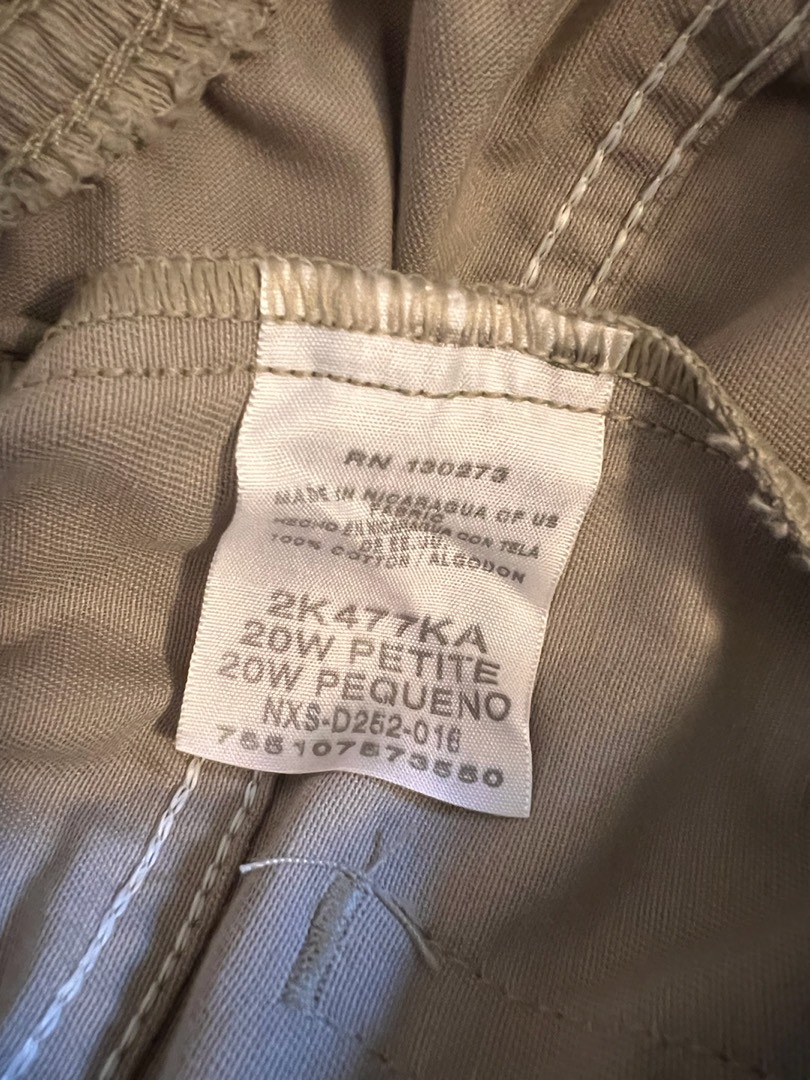 RN 130273
MADE IN NICARAGUA OF US
FABRIC
HECHO EN NICARAGUA CON TELA
DE EE.UU.
100% COTTON / ALGODON
2K477KA
20W PETITE
20W PEQUENO
NXS-D252-016